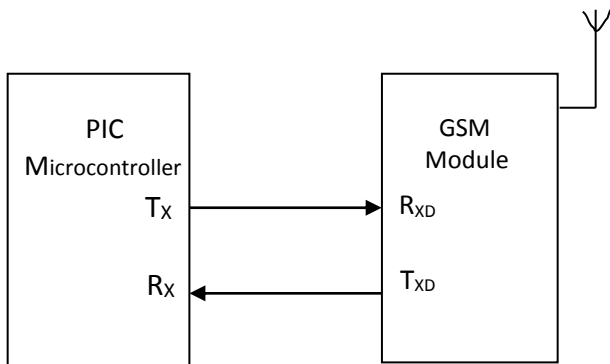 PIC
Microcontroller
TX
RX
GSM
Module
RXD
TXD